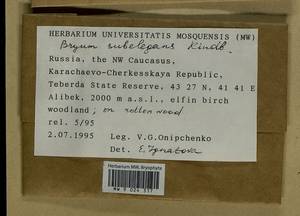 HERBARIUM UNIVERSITATIS MOSQUENSIS (MW)
Bryum subelegans Kindb.
Russia, the NW Caucasus,
Karachaevo-Cherkesskaya Republic,
Teberda State Reserve, 43 27 N, 41 41 E
Alibek, 2000 m a.s.l., elfin birch
woodland; on rotten wood
rel. 5/95
2.07.1995 Leg. V.G.Onipchenko
Det. E.Ignatova
Herbarium MW, Bryophyta